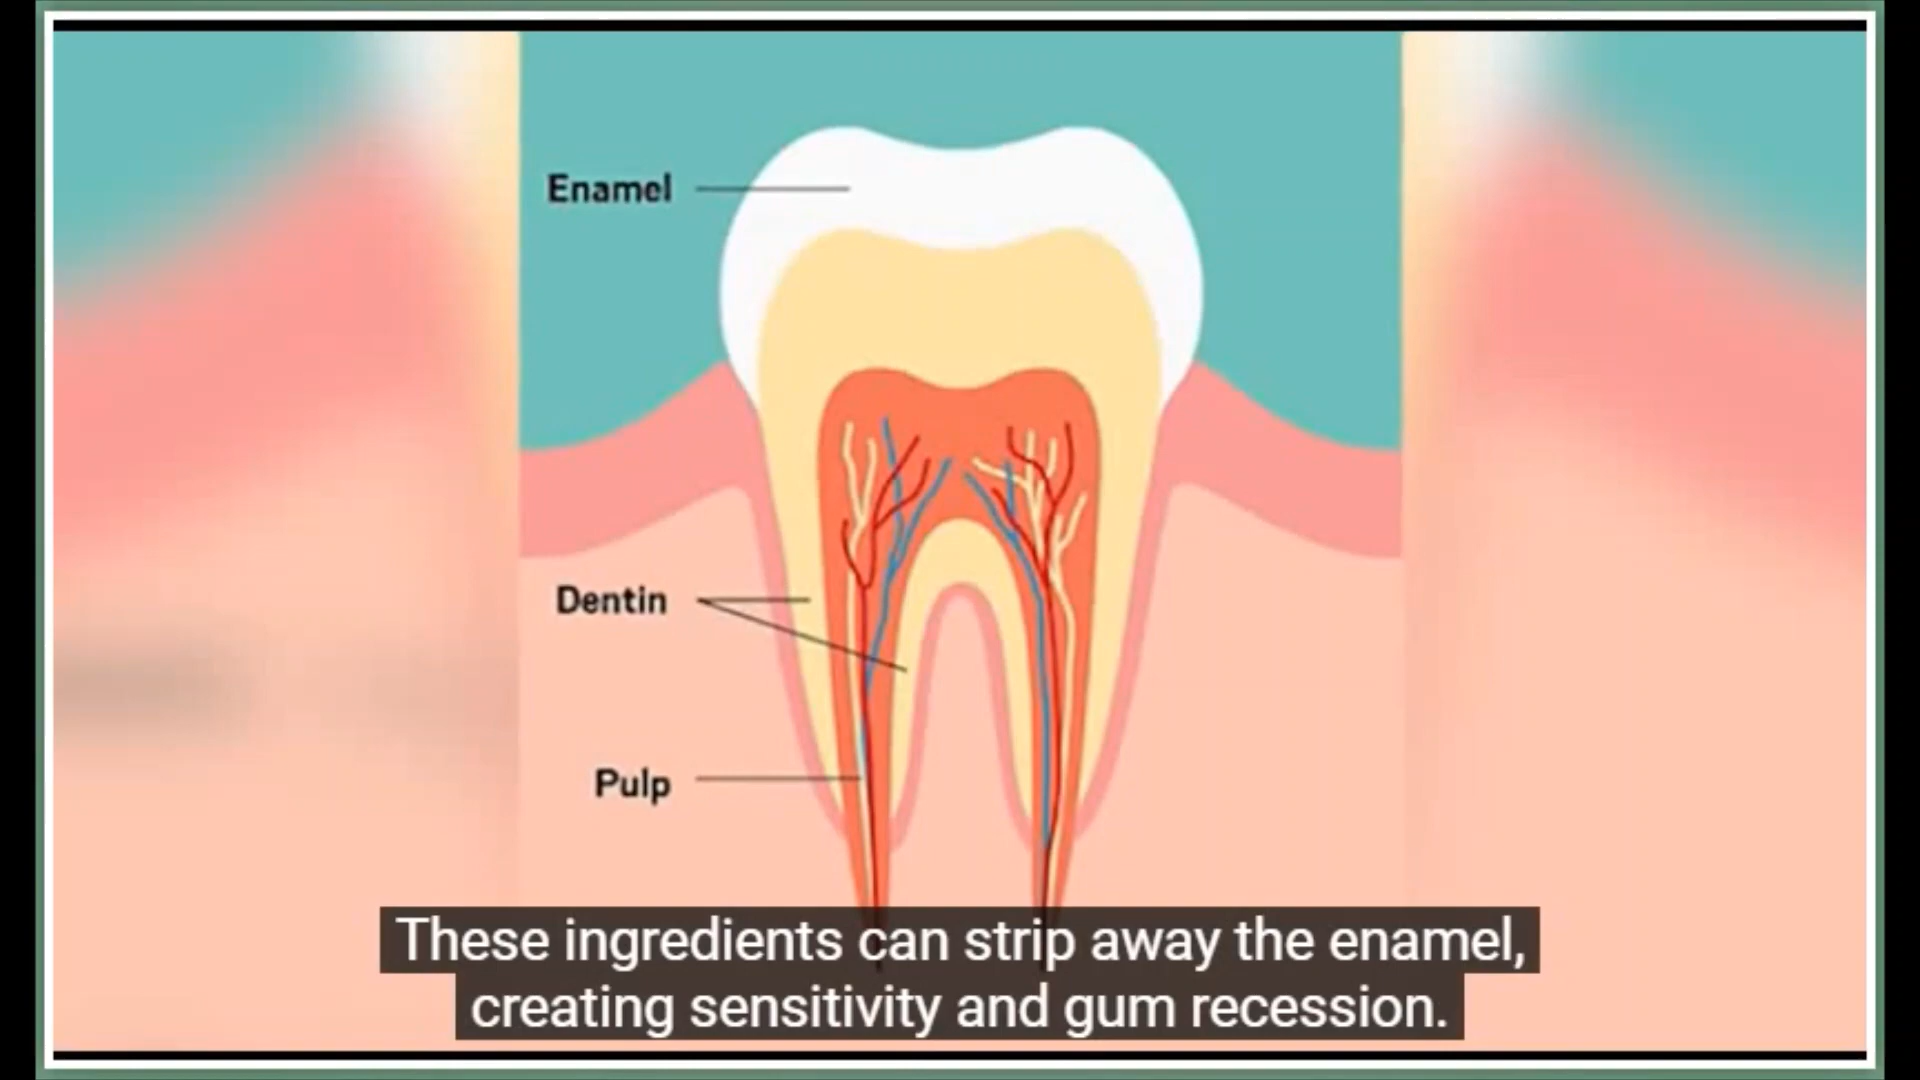 Enamel
Dentin
Pulp
These ingredients can strip away the enamel,
creating sensitivity and gum recession.